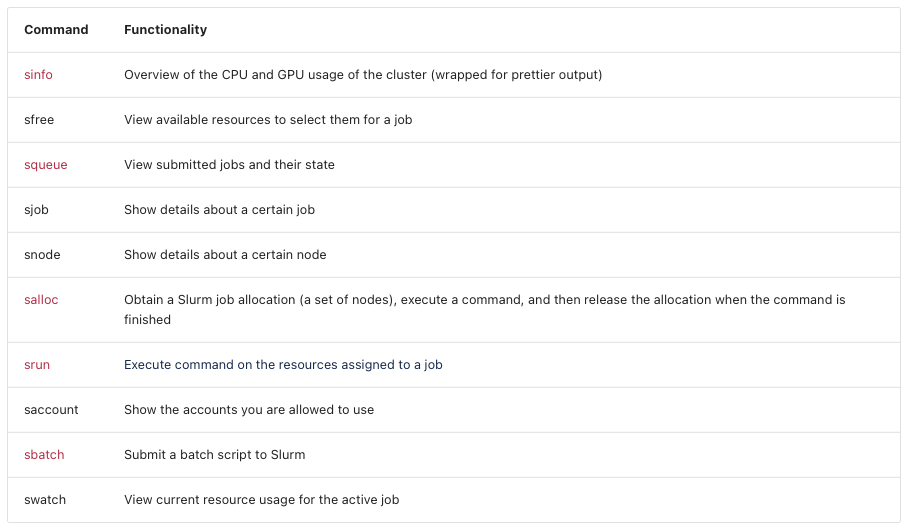 Command Functionality
sinfo Overview of the CPU and GPU usage of the cluster (wrapped for prettier output)
sfree View available resources to select them for a job
squeue View submitted jobs and their state
sjob Show details about a certain job
snode Show details about a certain node
salloc Obtain a Slurm job allocation (a set of nodes), execute a command, and then release the allocation when the command is
finished
srun Execute command on the resources assigned to a job
saccount Show the accounts you are allowed to use
sbatch Submit a batch script to Slurm
swatch View current resource usage for the active job